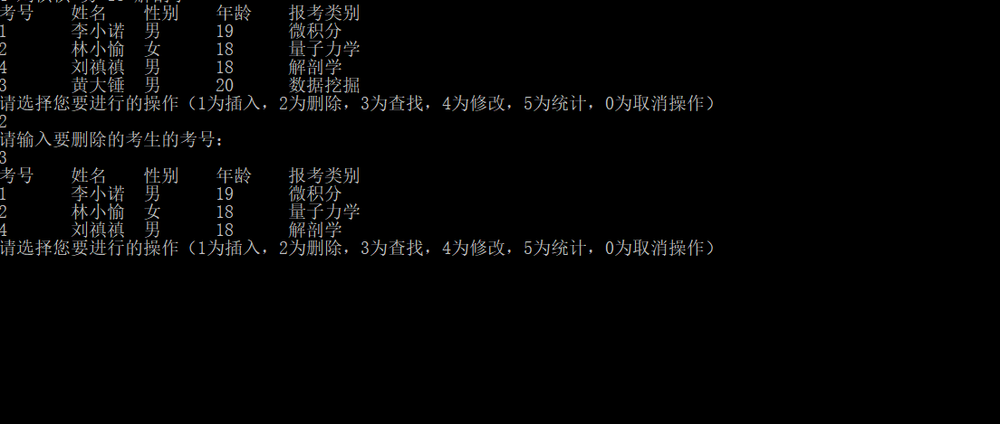 考号 姓名 性别 年龄 报考类别
1 李小诺 男 19 微积分
2 林小愉 女 18 量子力学
4 刘禛禛 男 18 解剖学
3 黄大锤 男 20 数据挖掘
请选择您要进行的操作（1为插入，2为删除，3为查找，4为修改，5为统计，0为取消操作）
2
请输入要删除的考生的考号：
3
考号 姓名 性别 年龄 报考类别
1 李小诺 男 19 微积分
2 林小愉 女 18 量子力学
4 刘禛禛 男 18 解剖学
请选择您要进行的操作（1为插入，2为删除，3为查找，4为修改，5为统计，0为取消操作）